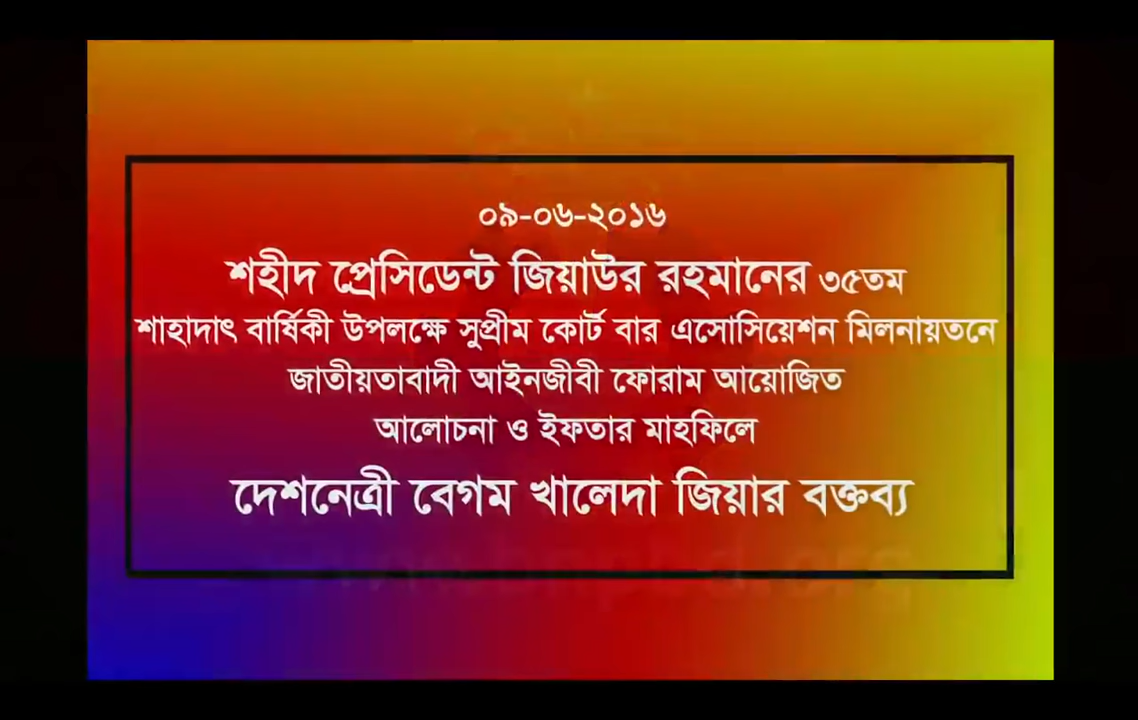 ০৯-০৬-২০১৬
শহীদ প্রেসিডেন্ট জিয়াউর রহমানের ৩৫তম
শাহাদাৎ বার্ষিকী উপলক্ষে সুপ্রীম কোর্ট বার এসোসিয়েশন মিলনায়তনে
জাতীয়তাবাদী আইনজীবী ফোরাম আয়োজিত
আলোচনা ও ইফতার মাহফিলে
দেশনেত্রী বেগম খালেদা জিয়ার বক্তব্য